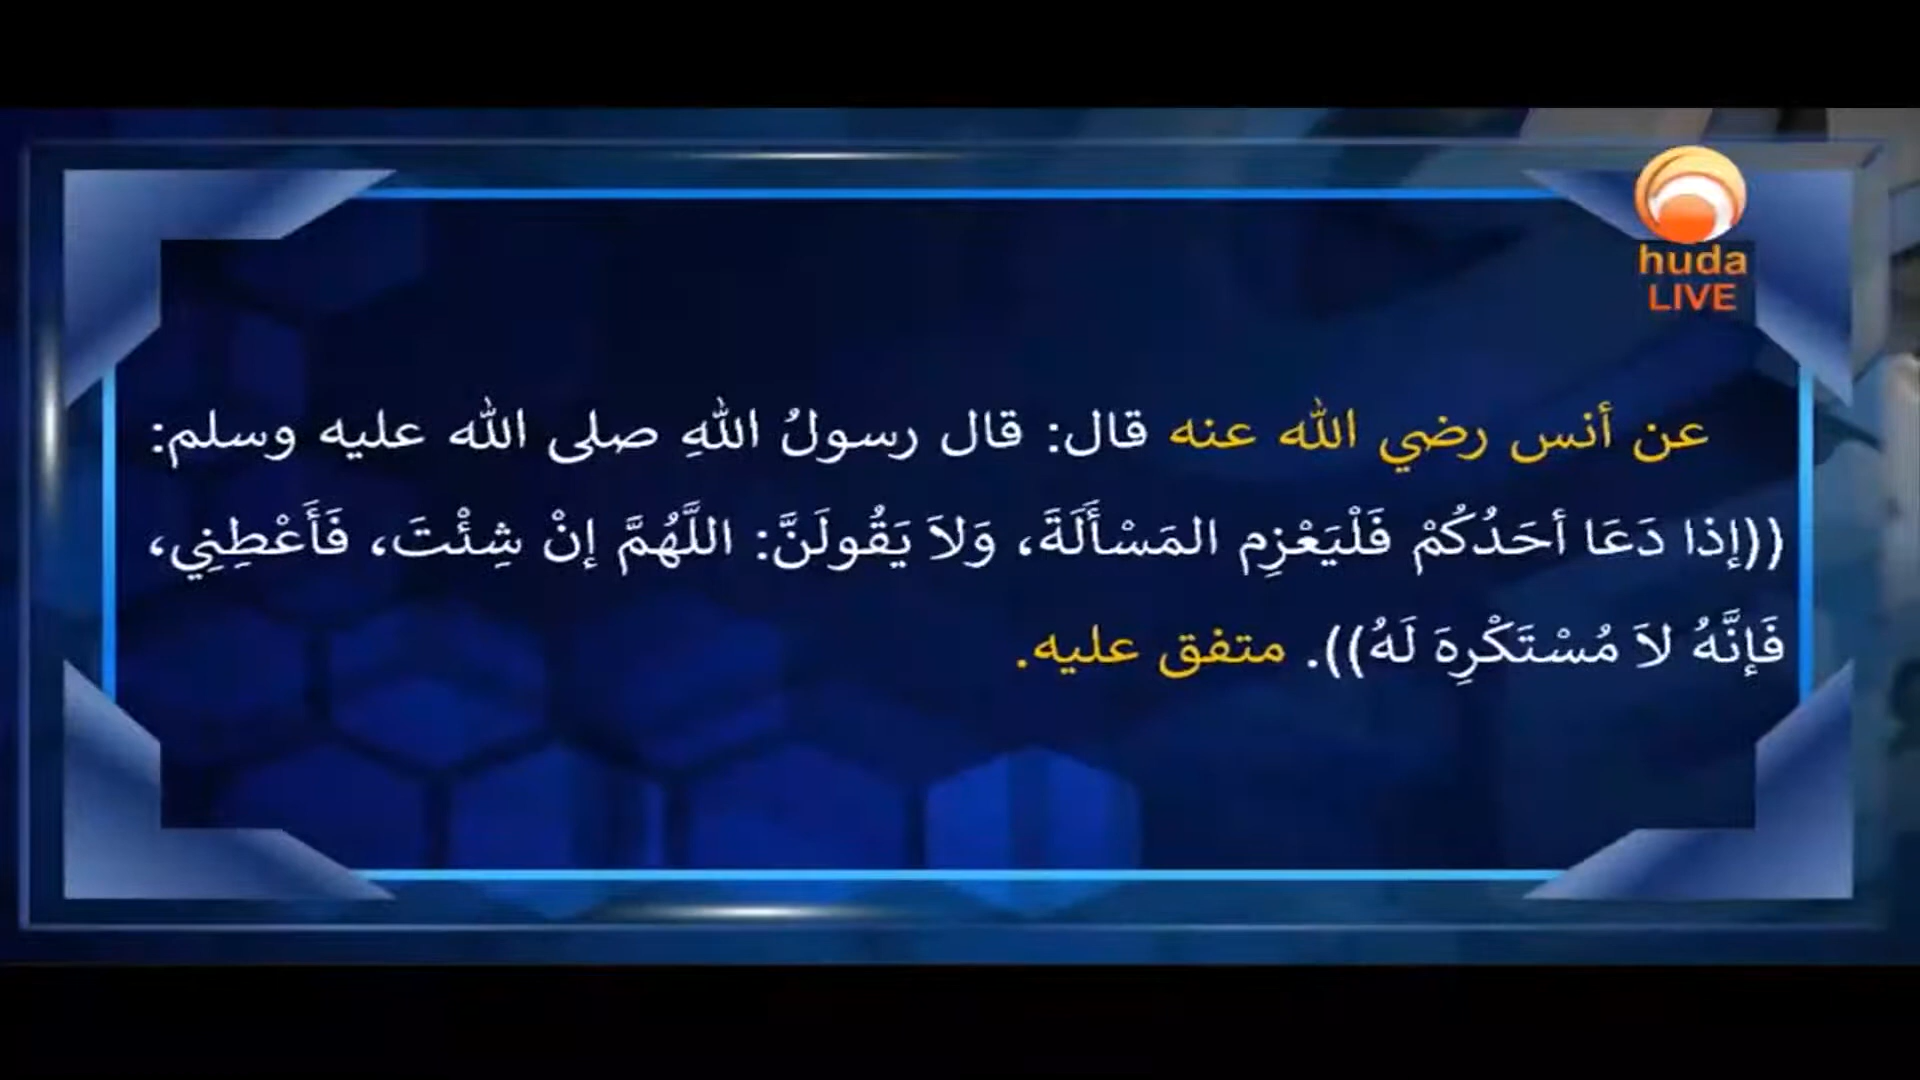 huda
LIVE
عن أنس رضي الله عنه قال: قال رسولُ اللهِ صلى الله عليه وسلم:
((إذا دَعَا أحَدُكُمْ فَلْيَعْزِمِ المَسْأَلَةَ، وَلاَ يَقُولَنَّ: اللَّهُمَّ إنْ شِئْتَ، فَأَعْطِنِي،
فَإنَّهُ لاَ مُسْتَكْرِهَ لَهُ)). متفق عليه.